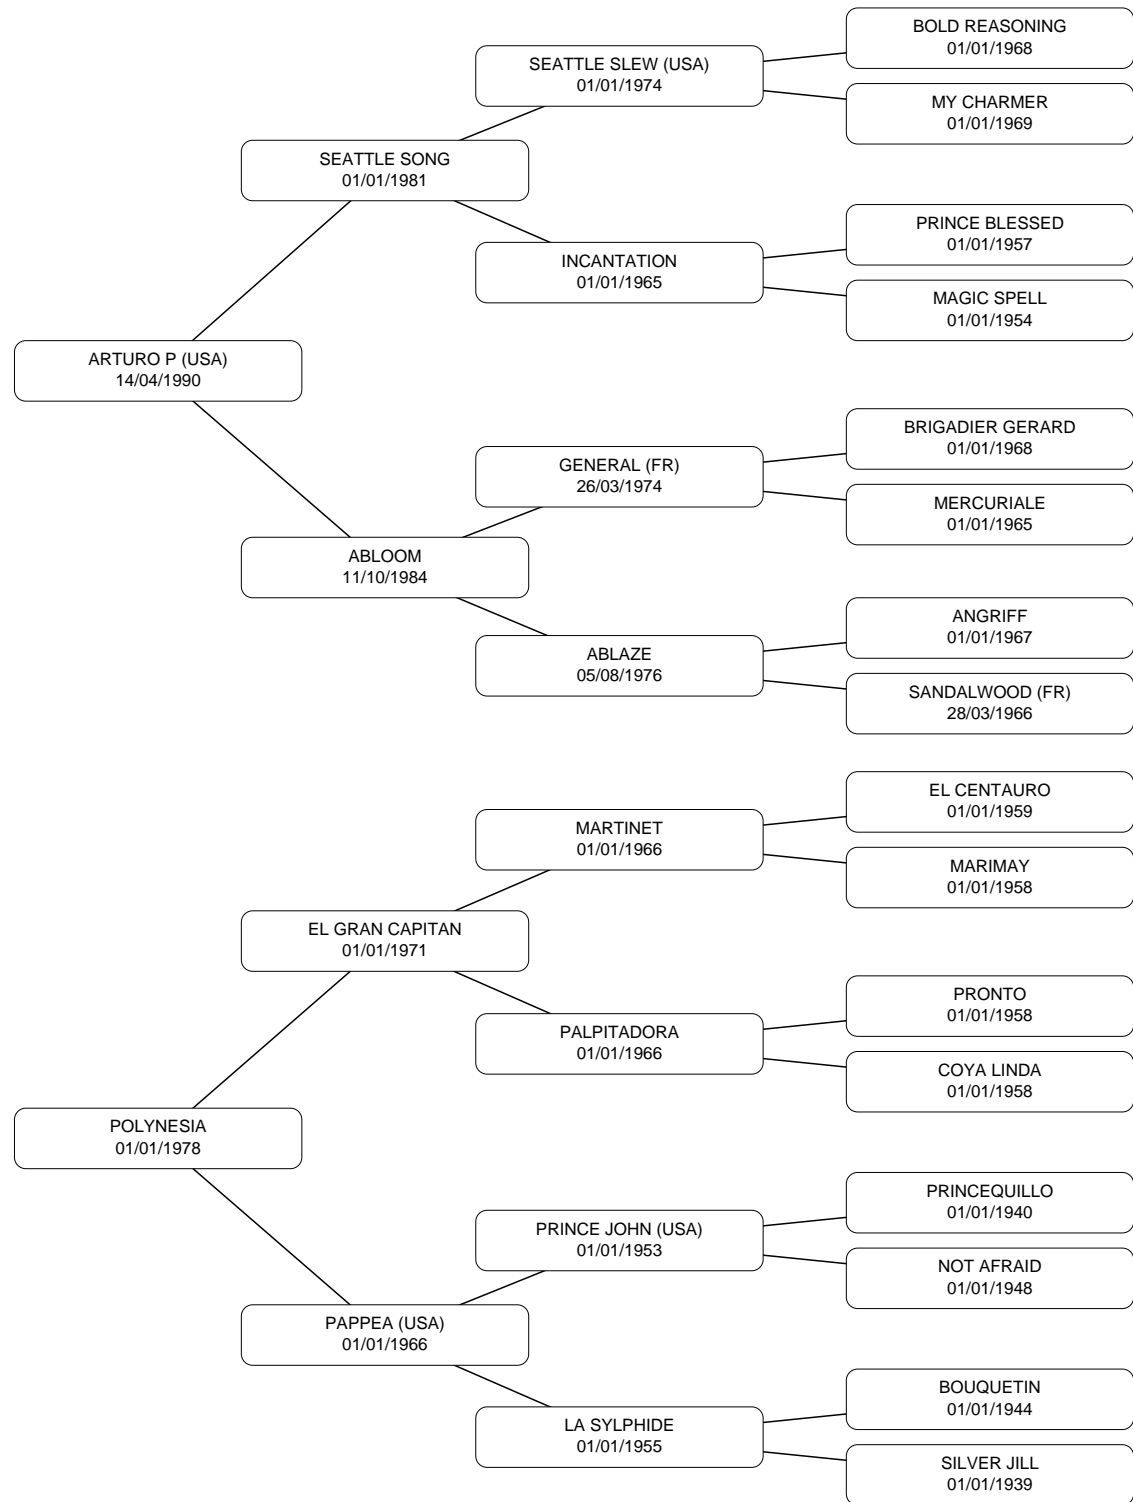 BOLD REASONING
01/01/1968
SEATTLE SLEW (USA)
01/01/1974
MY CHARMER
01/01/1969
SEATTLE SONG
01/01/1981
PRINCE BLESSED
01/01/1957
INCANTATION
01/01/1965
MAGIC SPELL
01/01/1954
ARTURO P (USA)
14/04/1990
BRIGADIER GERARD
01/01/1968
GENERAL (FR)
26/03/1974
MERCURIALE
01/01/1965
ABLOOM
11/10/1984
ANGRIFF
01/01/1967
ABLAZE
05/08/1976
SANDALWOOD (FR)
28/03/1966
EL CENTAURO
01/01/1959
MARTINET
01/01/1966
MARIMAY
01/01/1958
EL GRAN CAPITAN
01/01/1971
PRONTO
01/01/1958
PALPITADORA
01/01/1966
COYA LINDA
01/01/1958
POLYNESIA
01/01/1978
PRINCEQUILLO
01/01/1940
PRINCE JOHN (USA)
01/01/1953
NOT AFRAID
01/01/1948
PAPPEA (USA)
01/01/1966
BOUQUETIN
01/01/1944
LA SYLPHIDE
01/01/1955
SILVER JILL
01/01/1939